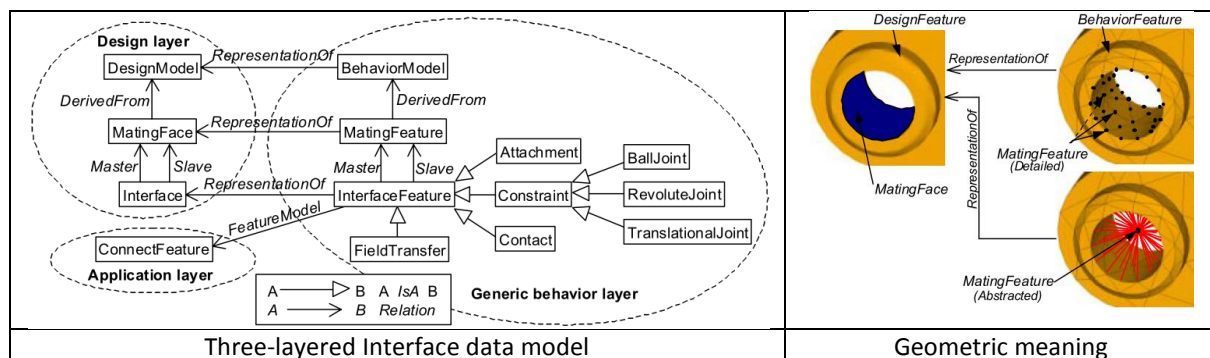 Design layer
DesignModel
RepresentationOf
BehaviorModel
DerivedFrom
DerivedFrom
MatingFace
RepresentationOf
MatingFeature
Master
Slave
Master
Slave
Attachment
BallJoint
Interface
RepresentationOf
InterfaceFeature
Constraint
RevoluteJoint
FeatureModel
TranslationalJoint
ConnectFeature
Contact
FieldTransfer
Application layer
A B A IsA B
A B Relation
Generic behavior layer
Three-layered Interface data model
DesignFeature
BehaviorFeature
RepresentationOf
RepresentationOf
MatingFeature
(Detailed)
MatingFace
MatingFeature
(Abstracted)
Geometric meaning